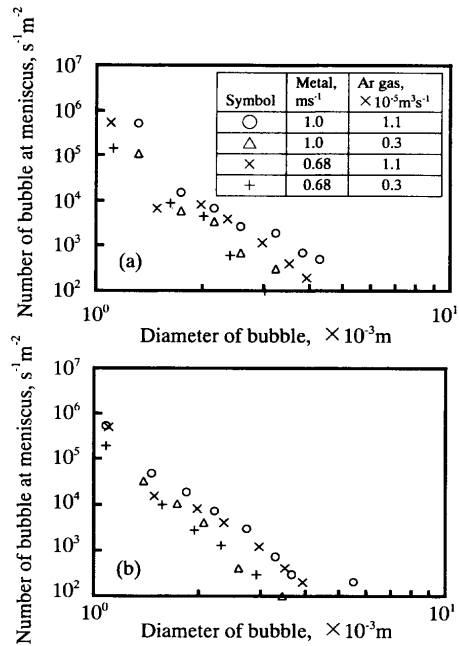 Number of bubble at meniscus, s⁻¹m⁻²
10⁷
10⁶
10⁵
10⁴
10³
10²
Symbol Metal, ms⁻¹ Ar gas, ×10⁻⁵m³s⁻¹
○ 1.0 1.1
△ 1.0 0.3
× 0.68 1.1
+ 0.68 0.3
(a)
10⁰ 10¹
Diameter of bubble, ×10⁻³m
Number of bubble at meniscus, s⁻¹m⁻²
10⁷
10⁶
10⁵
10⁴
10³
10²
(b)
10⁰ 10¹
Diameter of bubble, ×10⁻³m